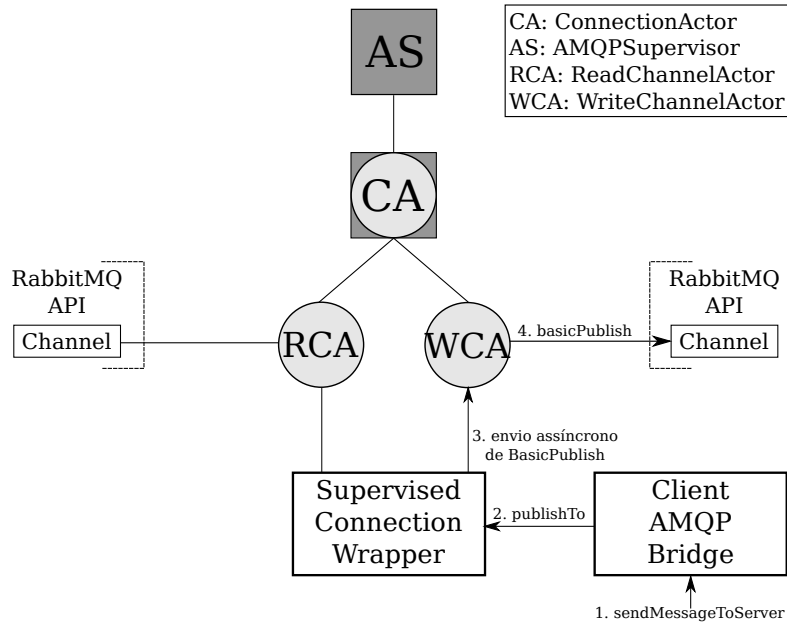 AS
CA: ConnectionActor
AS: AMQPSupervisor
RCA: ReadChannelActor
WCA: WriteChannelActor
CA
RabbitMQ
API
Channel
RCA
WCA
4. basicPublish
RabbitMQ
API
Channel
3. envio assíncrono
de BasicPublish
Supervised
Connection
Wrapper
2. publishTo
Client
AMQP
Bridge
1. sendMessageToServer